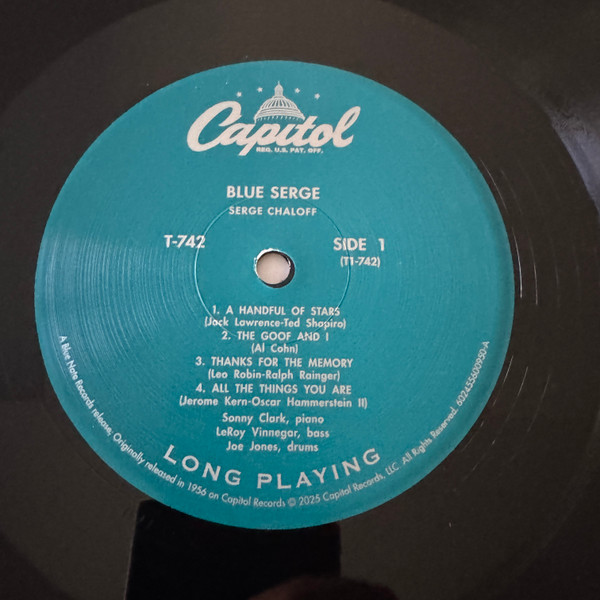 Capitol
REG. U.S. PAT. OFF.
BLUE SERGE
SERGE CHALOFF
T-742
SIDE 1
(T1-742)
1. A HANDFUL OF STARS
(Jack Lawrence-Ted Shapiro)
2. THE GOOF AND I
(Al Cohn)
3. THANKS FOR THE MEMORY
(Leo Robin-Ralph Rainger)
4. ALL THE THINGS YOU ARE
(Jerome Kern-Oscar Hammerstein II)
Sonny Clark, piano
LeRoy Vinnegar, bass
Joe Jones, drums
LONG PLAYING
A Blue Note Records release, Originally released in 1956 on Capitol Records © 2025 Capitol Records, LLC. All Rights Reserved. 602455600950-A